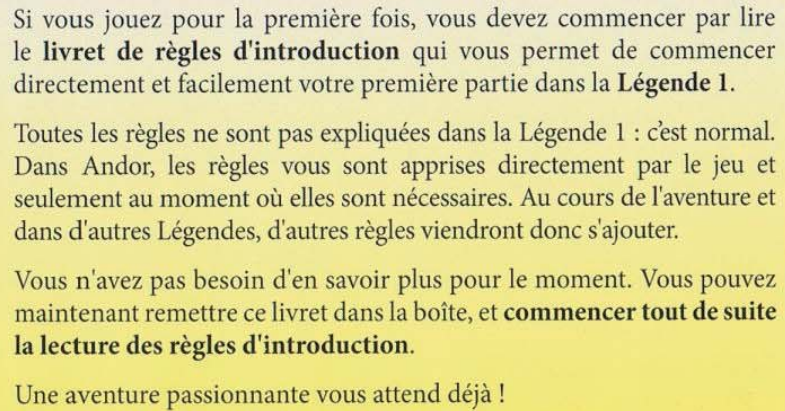 Si vous jouez pour la première fois, vous devez commencer par lire
le livret de règles d'introduction qui vous permet de commencer
directement et facilement votre première partie dans la Légende 1.
Toutes les règles ne sont pas expliquées dans la Légende 1 : c'est normal.
Dans Andor, les règles vous sont apprises directement par le jeu et
seulement au moment où elles sont nécessaires. Au cours de l'aventure et
dans d'autres Légendes, d'autres règles viendront donc s'ajouter.
Vous n'avez pas besoin d'en savoir plus pour le moment. Vous pouvez
maintenant remettre ce livret dans la boîte, et commencer tout de suite
la lecture des règles d'introduction.
Une aventure passionnante vous attend déjà !